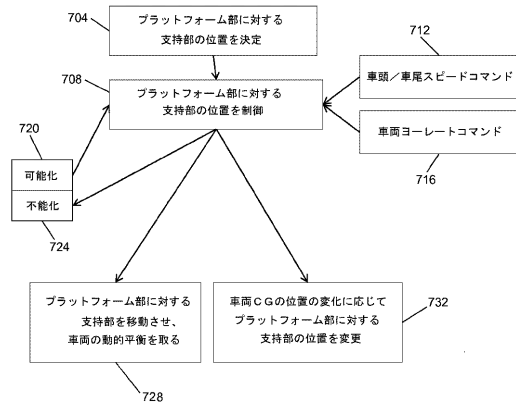 704
プラットフォーム部に対する
支持部の位置を決定
712
708
プラットフォーム部に対する
支持部の位置を制御
車頭／車尾スピードコマンド
車両ヨーレートコマンド
716
720
可能化
不能化
724
プラットフォーム部に対する
支持部を移動させ、
車両の動的平衡を取る
728
車両ＣＧの位置の変化に応じて
プラットフォーム部に対する
支持部の位置を変更
732